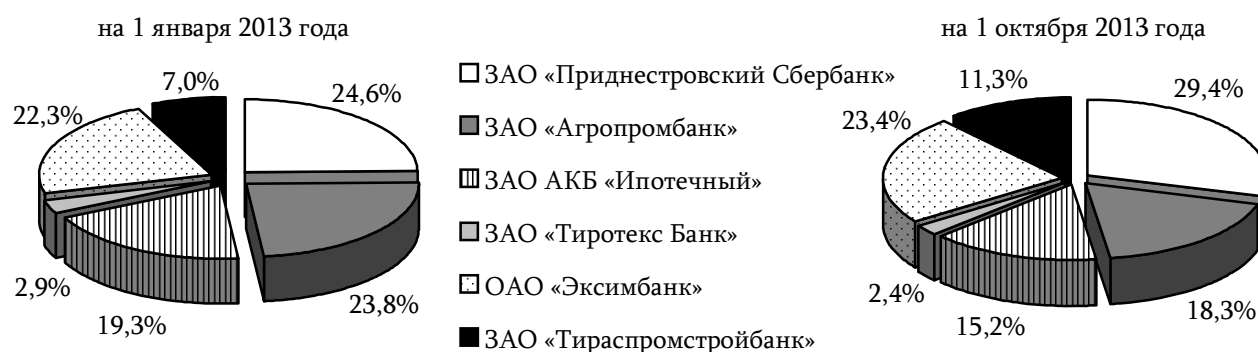 на 1 января 2013 года
7,0%
24,6%
22,3%
2,9%
19,3%
23,8%
ЗАО «Приднестровский Сбербанк»
ЗАО «Агропромбанк»
ЗАО АКБ «Ипотечный»
ЗАО «Тиротекс Банк»
ОАО «Эксимбанк»
ЗАО «Тираспромстройбанк»
на 1 октября 2013 года
11,3%
29,4%
23,4%
2,4%
15,2%
18,3%